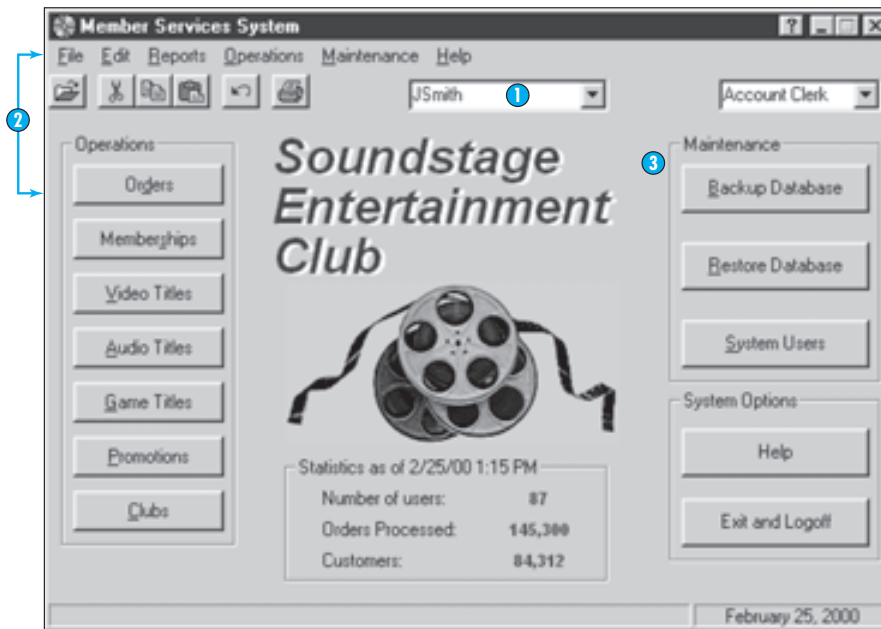 Member Services System
File Edit Reports Operations Maintenance Help
JSmith 1 Account Clerk
2
Operations
Orders
Memberships
Video Titles
Audio Titles
Game Titles
Promotions
Clubs
Soundstage
Entertainment
Club
Statistics as of 2/25/00 1:15 PM
Number of users: 87
Orders Processed: 145,300
Customers: 84,312
3
Maintenance
Backup Database
Restore Database
System Users
System Options
Help
Exit and Logoff
February 25, 2000